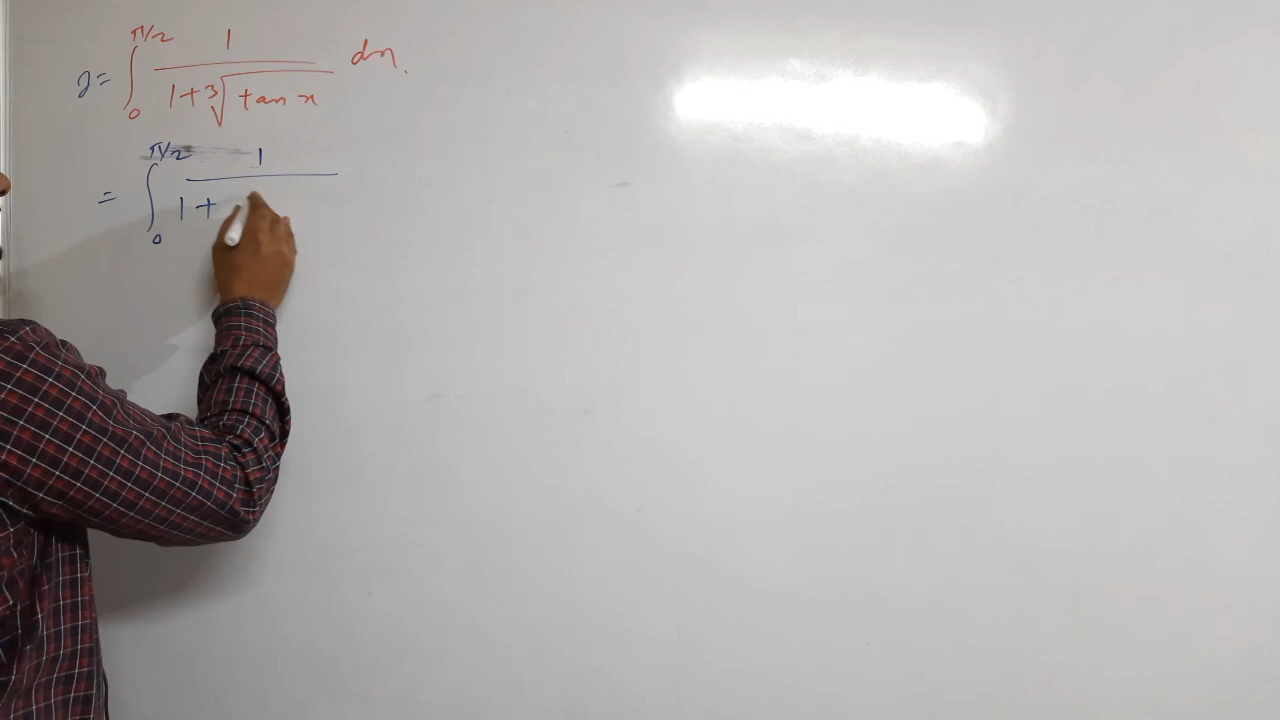 I = ∫₀^(π/2) 1 / (1 + ³√(tan x)) dx.
= ∫₀^(π/2) 1 / (1 +